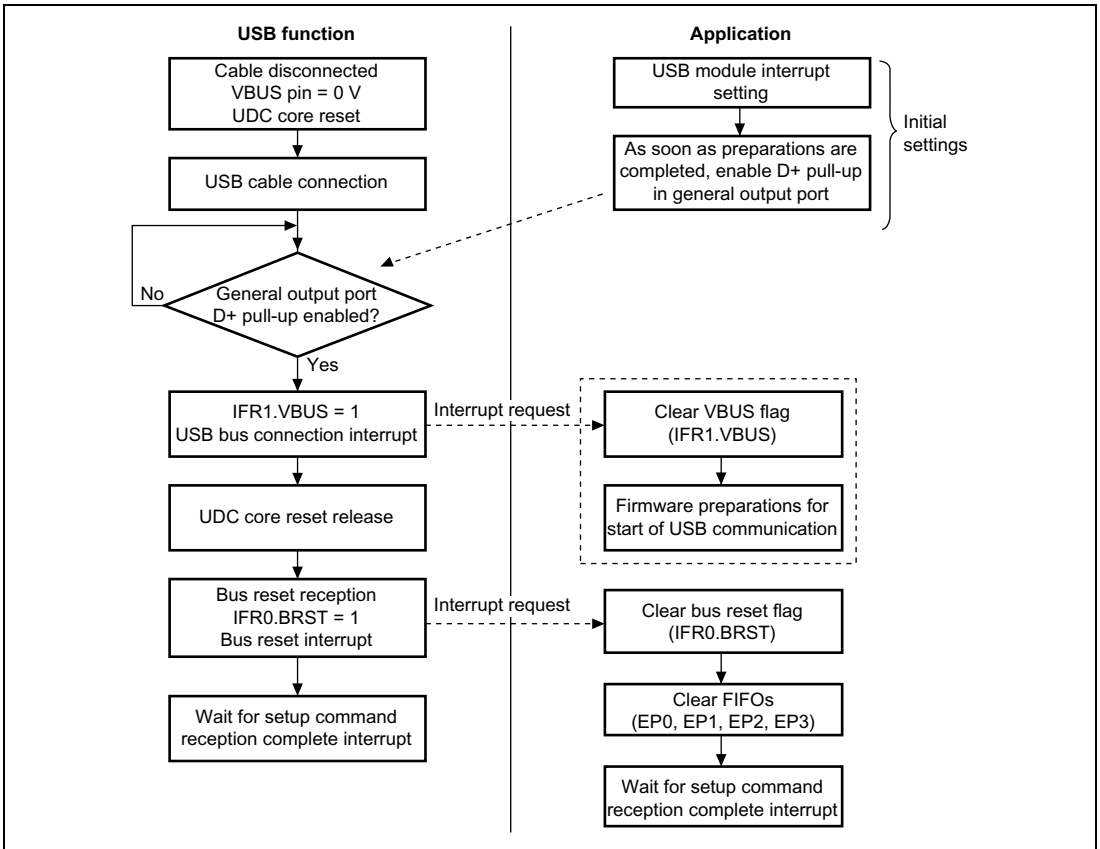 USB function
Cable disconnected
VBUS pin = 0 V
UDC core reset
USB cable connection
General output port
D+ pull-up enabled?
No
Yes
IFR1.VBUS = 1
USB bus connection interrupt
Interrupt request
UDC core reset release
Bus reset reception
IFR0.BRST = 1
Bus reset interrupt
Interrupt request
Wait for setup command
reception complete interrupt
Application
USB module interrupt
setting
As soon as preparations are
completed, enable D+ pull-up
in general output port
Initial
settings
Clear VBUS flag
(IFR1.VBUS)
Firmware preparations for
start of USB communication
Clear bus reset flag
(IFR0.BRST)
Clear FIFOs
(EP0, EP1, EP2, EP3)
Wait for setup command
reception complete interrupt